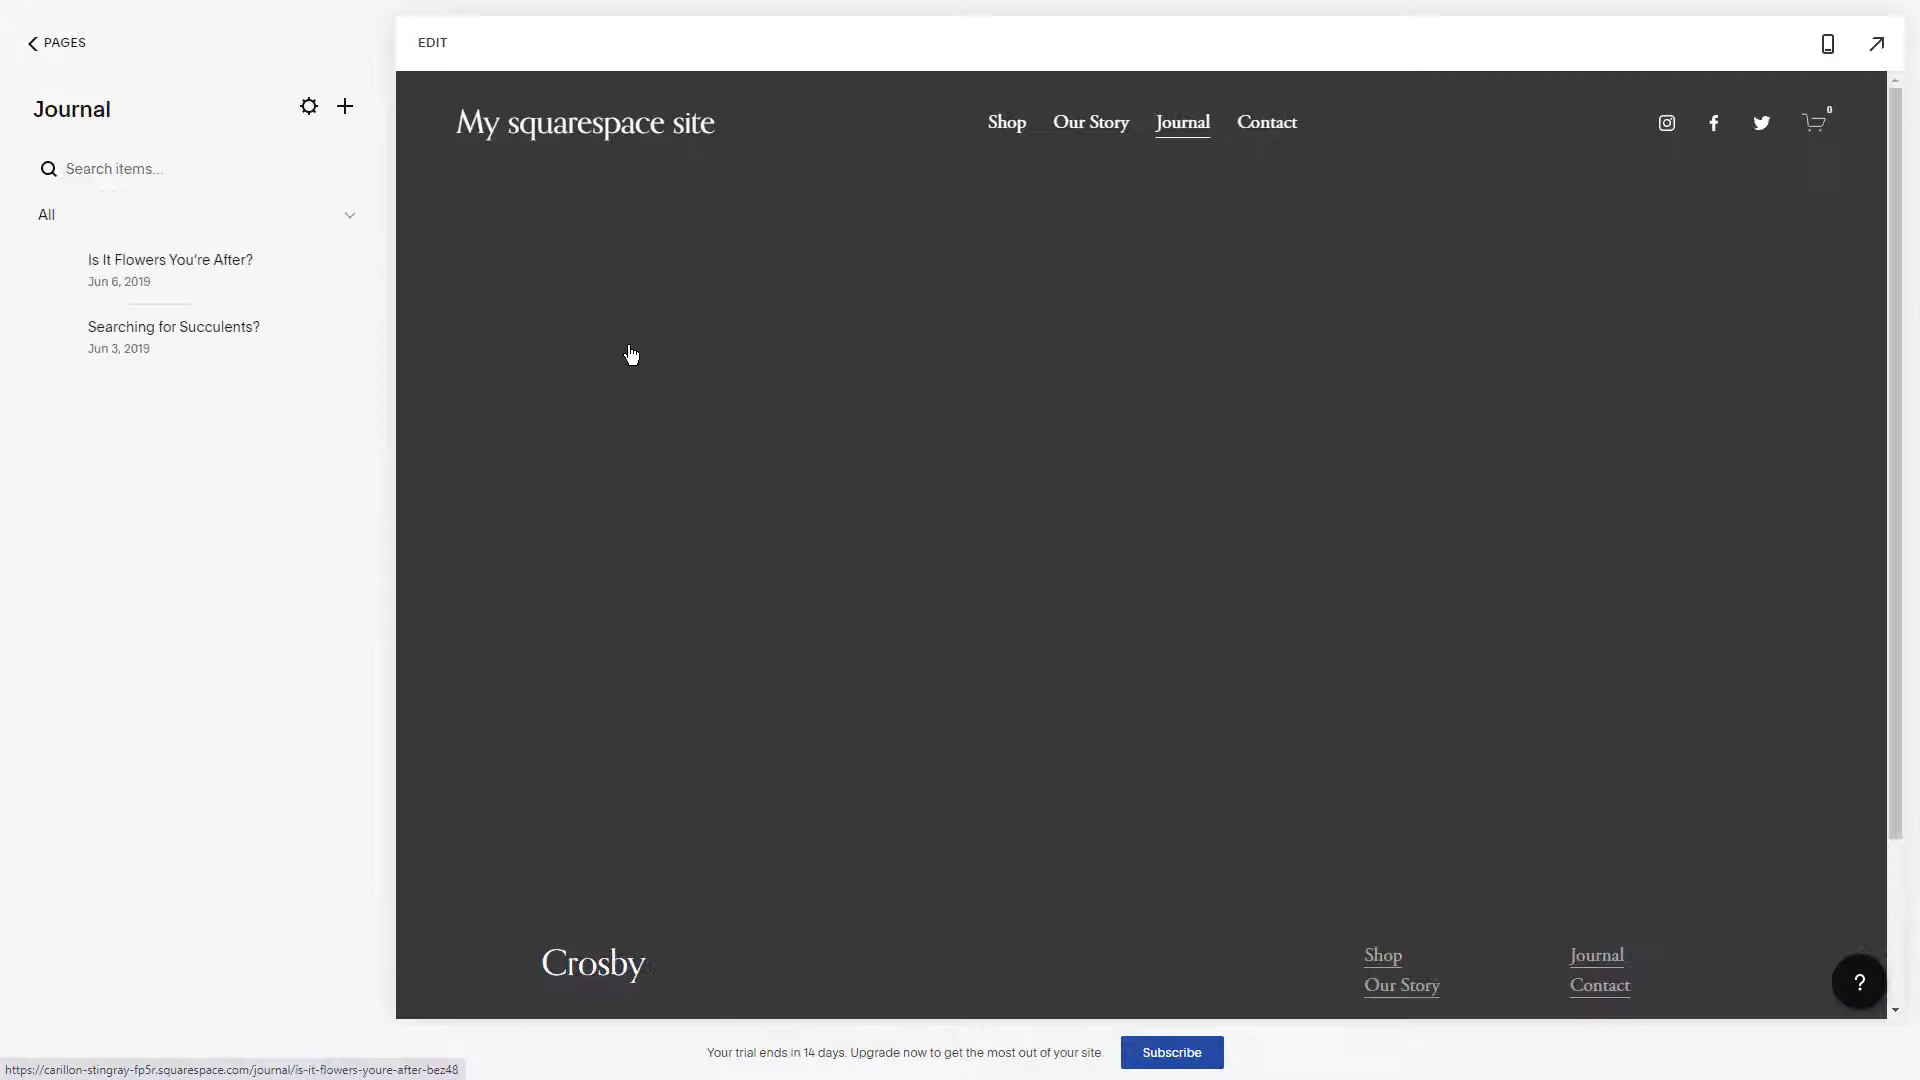 PAGES
EDIT
Journal
Search items...
All
Is It Flowers You're After?
Jun 6, 2019
Searching for Succulents?
Jun 3, 2019
My squarespace site
Shop
Our Story
Journal
Contact
0
Crosby
Shop
Journal
Our Story
Contact
?
Your trial ends in 14 days. Upgrade now to get the most out of your site.
Subscribe
https://carillon-stingray-fp5r.squarespace.com/journal/is-it-flowers-youre-after-bez48